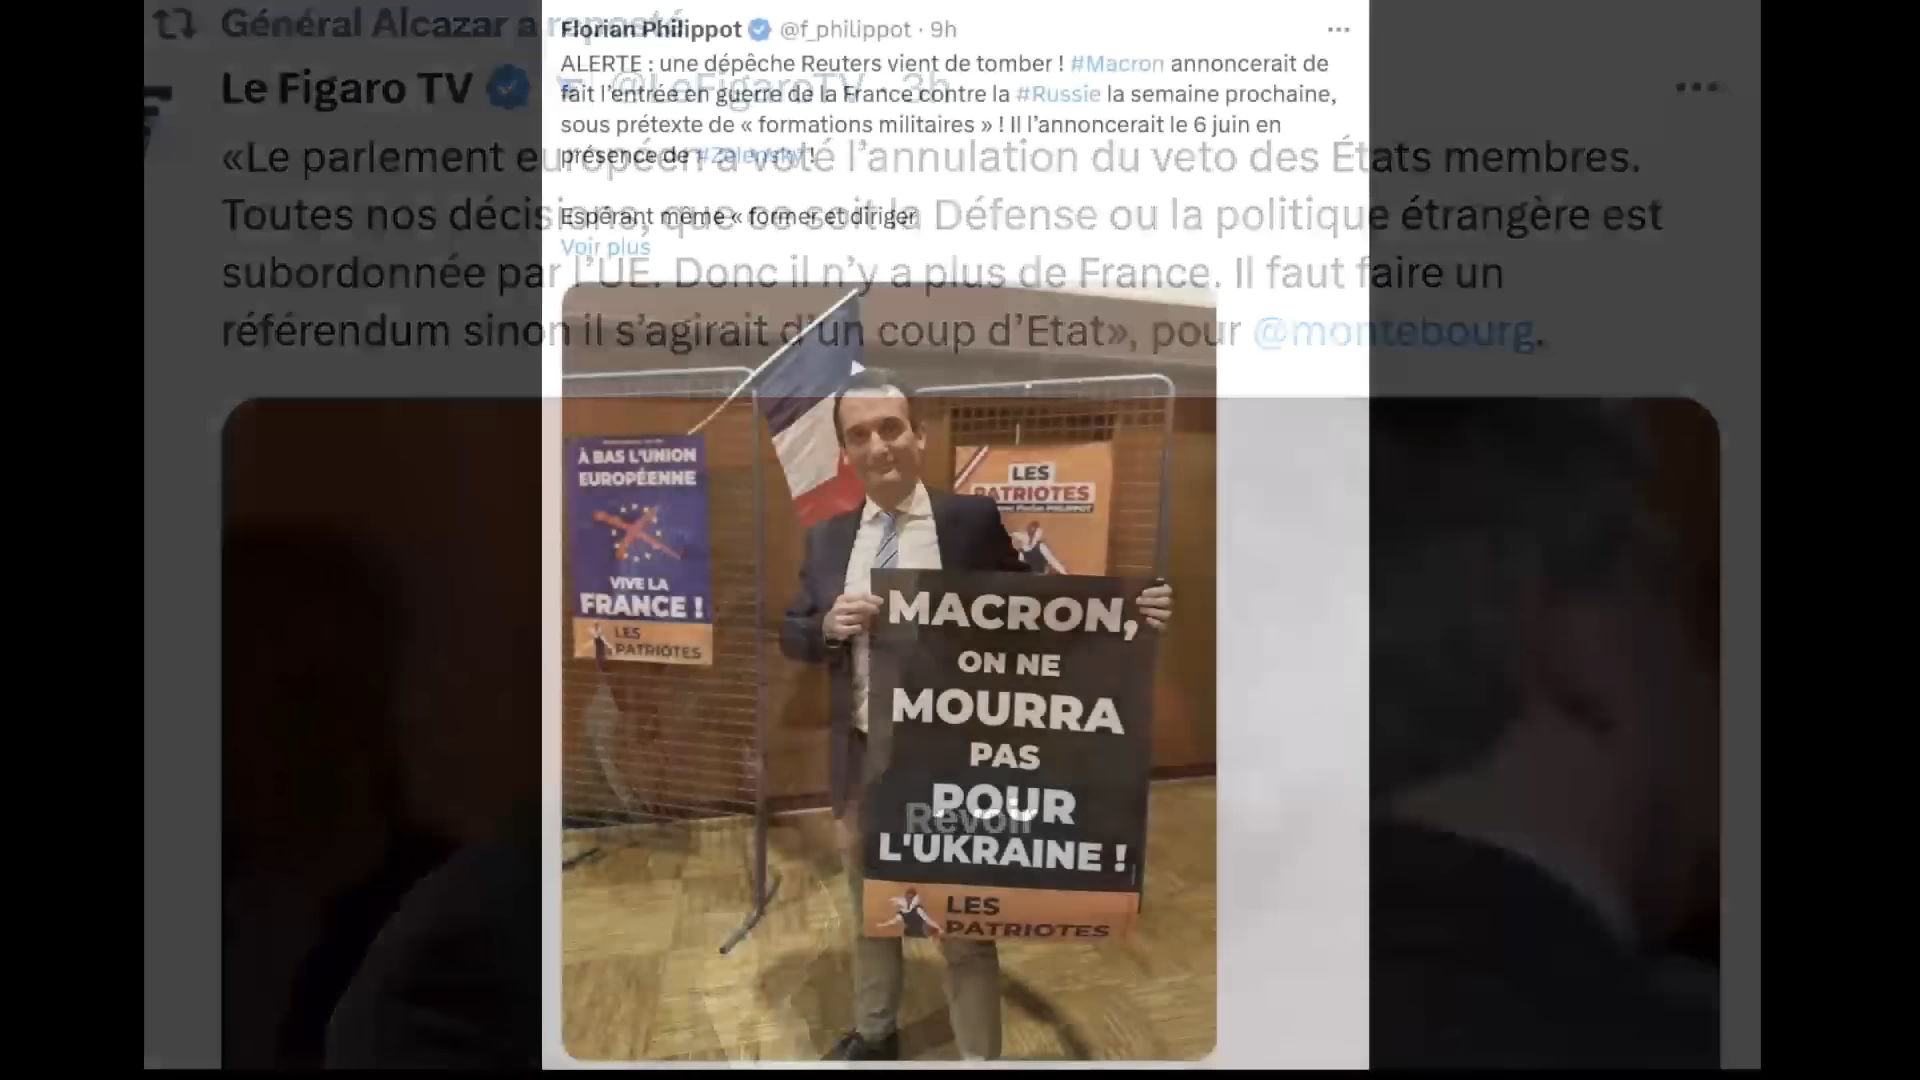 Général Alcazar a reposté
Le Figaro TV @LeFigaroTV · 3h
«Le parlement européen a voté l’annulation du veto des États membres.
Toutes nos décisions, que ce soit la Défense ou la politique étrangère est
subordonnée par l’UE. Donc il n’y a plus de France. Il faut faire un
référendum sinon il s’agirait d’un coup d’Etat», pour @montebourg.
Revoir
Florian Philippot @f_philippot · 9h
ALERTE : une dépêche Reuters vient de tomber ! #Macron annoncerait de
fait l’entrée en guerre de la France contre la #Russie la semaine prochaine,
sous prétexte de « formations militaires » ! Il l’annoncerait le 6 juin en
présence de #Zelensky !
Espérant même « former et diriger
Voir plus
À BAS L'UNION
EUROPÉENNE
VIVE LA
FRANCE !
LES
PATRIOTES
LES
PATRIOTES
MACRON,
ON NE
MOURRA
PAS
POUR
L'UKRAINE !
LES
PATRIOTES